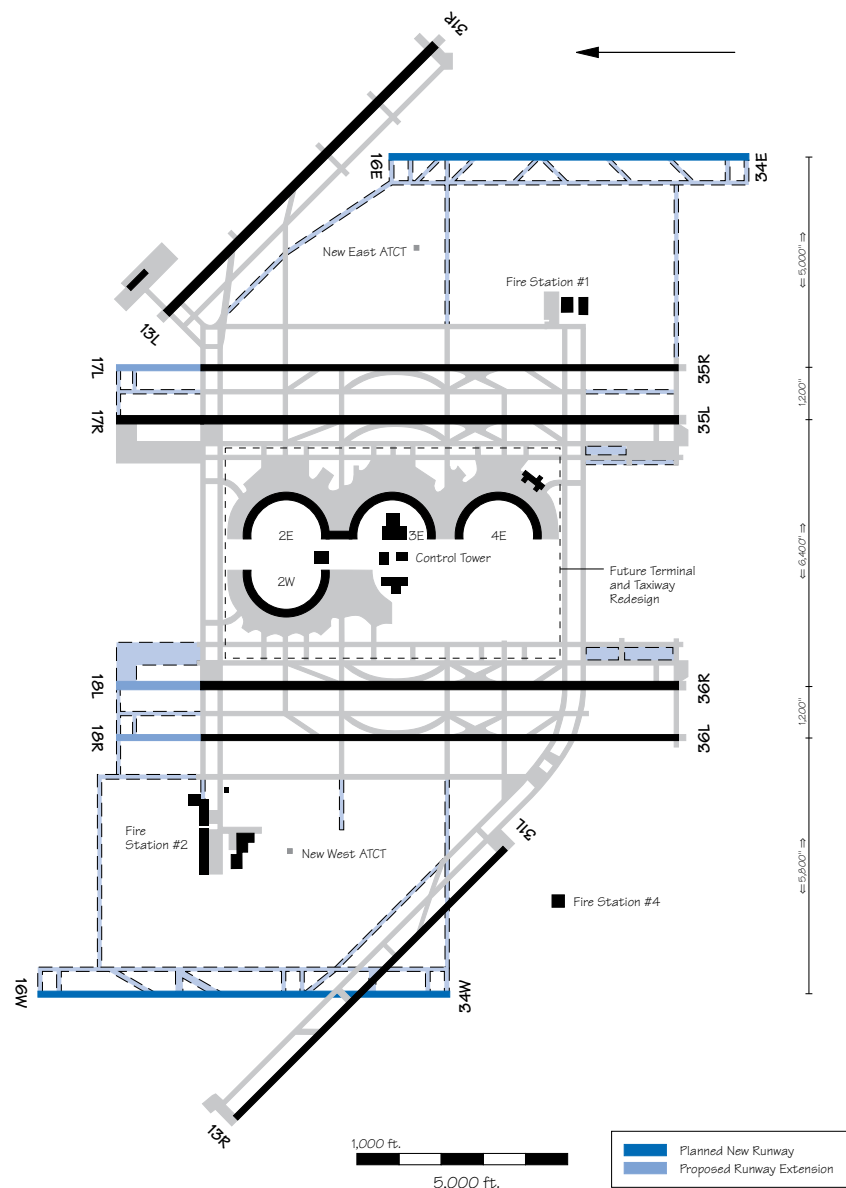 31R
16E
34E
New East ATCT
⇐ 5,000" ⇒
Fire Station #1
13L
17L
35R
1,200"
17R
35L
2E
3E
4E
Control Tower
⇐ 6,400" ⇒
2W
Future Terminal
and Taxiway
Redesign
18L
36R
1,200"
18R
36L
31L
Fire
Station #2
New West ATCT
⇐ 5,800" ⇒
Fire Station #4
16W
34W
13R
1,000 ft.
5,000 ft.
Planned New Runway
Proposed Runway Extension